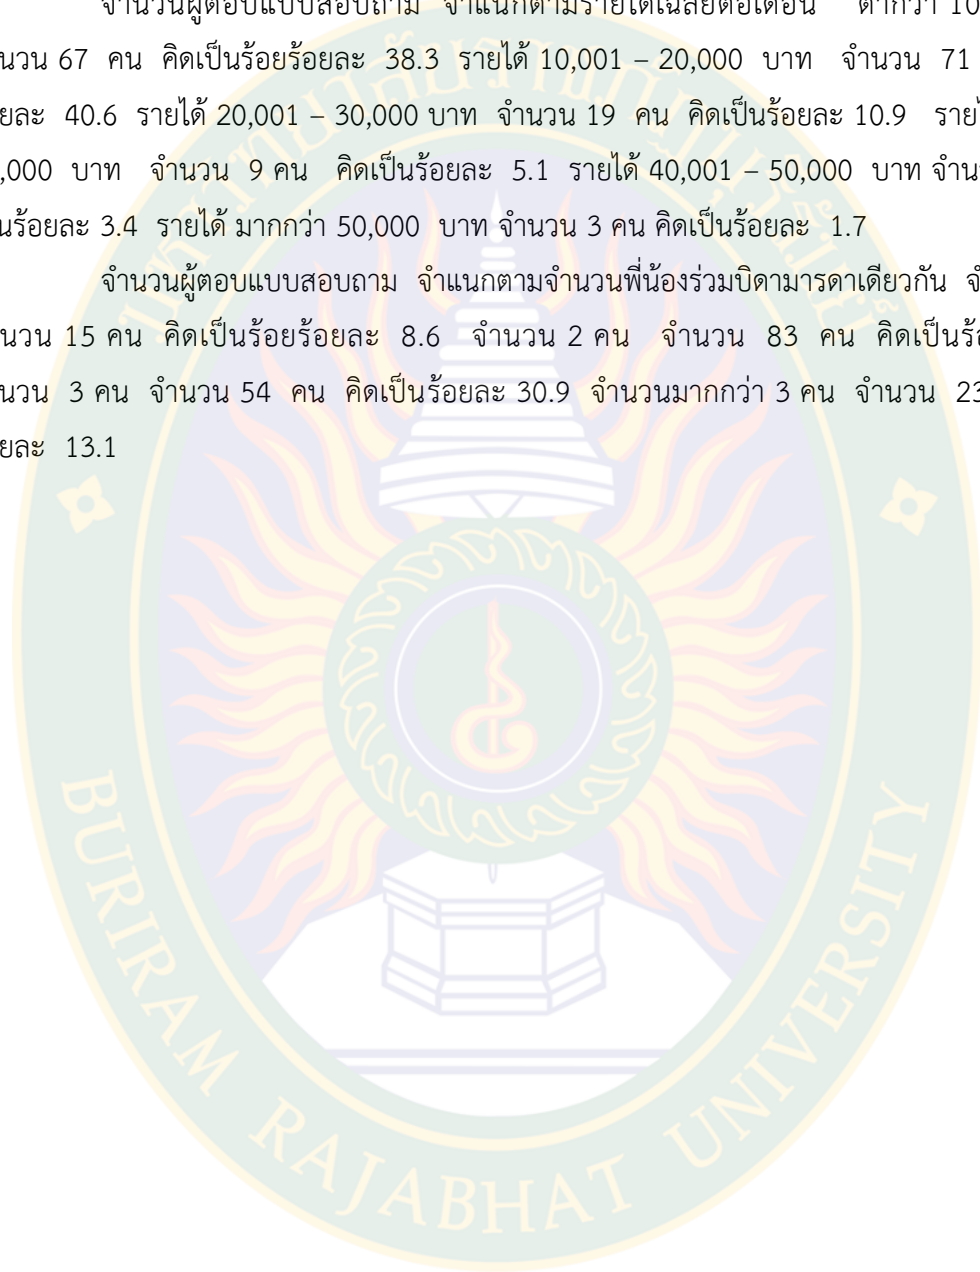 จำนวนผู้ตอบแบบสอบถาม จำแนกตามรายได้เฉลี่ยต่อเดือน ต่ำกว่า 10
นวน 67 คน คิดเป็นร้อยร้อยละ 38.3 รายได้ 10,001 – 20,000 บาท จำนวน 71
ยละ 40.6 รายได้ 20,001 – 30,000 บาท จำนวน 19 คน คิดเป็นร้อยละ 10.9 ราย
,000 บาท จำนวน 9 คน คิดเป็นร้อยละ 5.1 รายได้ 40,001 – 50,000 บาท จำน
นร้อยละ 3.4 รายได้ มากกว่า 50,000 บาท จำนวน 3 คน คิดเป็นร้อยละ 1.7
จำนวนผู้ตอบแบบสอบถาม จำแนกตามจำนวนพี่น้องร่วมบิดามารดาเดียวกัน จำ
นวน 15 คน คิดเป็นร้อยร้อยละ 8.6 จำนวน 2 คน จำนวน 83 คน คิดเป็นร้อ
นวน 3 คน จำนวน 54 คน คิดเป็นร้อยละ 30.9 จำนวนมากกว่า 3 คน จำนวน 23
ยละ 13.1
BURIRAM RAJABHAT UNIVERSITY